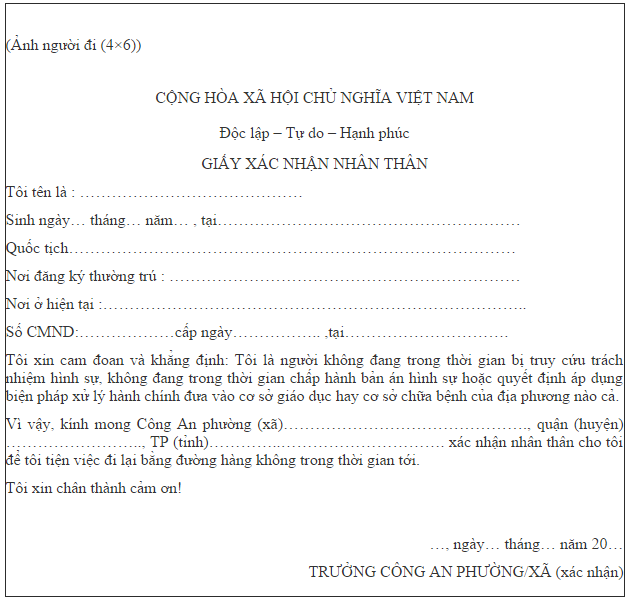 (Ảnh người đi (4×6))
CỘNG HÒA XÃ HỘI CHỦ NGHĨA VIỆT NAM
Độc lập – Tự do – Hạnh phúc
GIẤY XÁC NHẬN NHÂN THÂN
Tôi tên là : ……………………………………
Sinh ngày… tháng… năm… , tại…………………………………………………
Quốc tịch…………………………………………………………………………
Nơi đăng ký thường trú : …………………………………………………………
Nơi ở hiện tại :……………………………………………………………………..
Số CMND:………………cấp ngày…………….. ,tại…………………………
Tôi xin cam đoan và khẳng định: Tôi là người không đang trong thời gian bị truy cứu trách
nhiệm hình sự, không đang trong thời gian chấp hành bản án hình sự hoặc quyết định áp dụng
biện pháp xử lý hành chính đưa vào cơ sở giáo dục hay cơ sở chữa bệnh của địa phương nào cả.
Vì vậy, kính mong Công An phường (xã)………………………………………, quận (huyện)
…………………….., TP (tỉnh)……………………………………… xác nhận nhân thân cho tôi
để tôi tiện việc đi lại bằng đường hàng không trong thời gian tới.
Tôi xin chân thành cảm ơn!
…, ngày… tháng… năm 20…
TRƯỞNG CÔNG AN PHƯỜNG/XÃ (xác nhận)